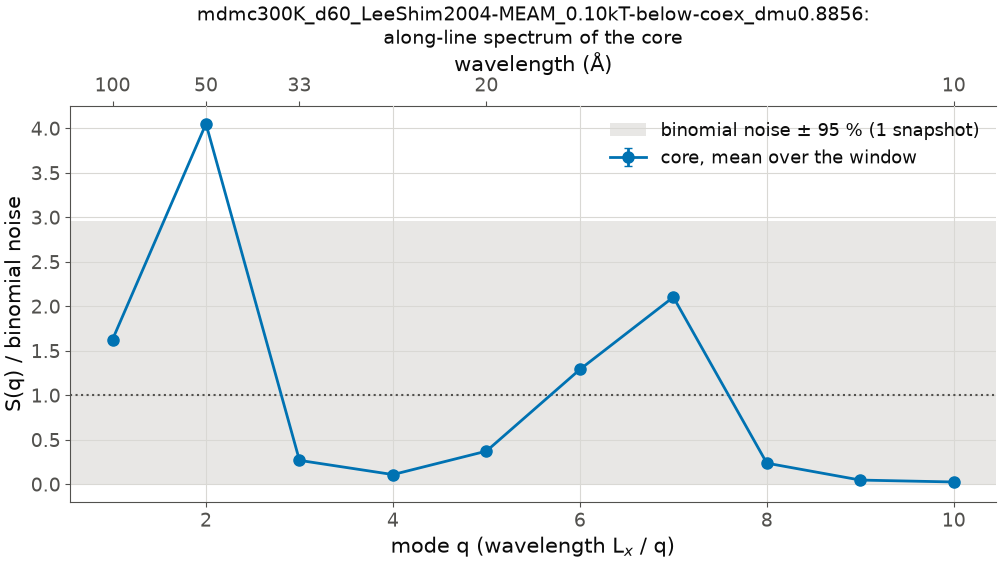 mdmc300K_d60_LeeShim2004-MEAM_0.10kT-below-coex_dmu0.8856:
along-line spectrum of the core
wavelength (Å)
100 50 33 20 10
binomial noise ± 95 % (1 snapshot)
core, mean over the window
S(q) / binomial noise
4.0
3.5
3.0
2.5
2.0
1.5
1.0
0.5
0.0
2 4 6 8 10
mode q (wavelength Lₓ / q)